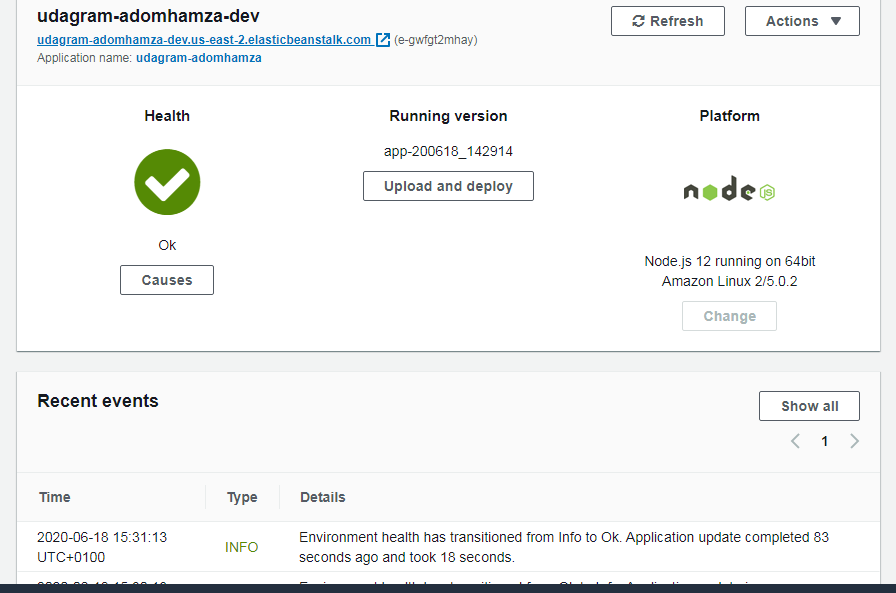 udagram-adomhamza-dev
Refresh
Actions
udagram-adomhamza-dev.us-east-2.elasticbeanstalk.com (e-gwfgt2mhay)
Application name: udagram-adomhamza
Health
Running version
Platform
app-200618_142914
Upload and deploy
node
JS
Ok
Causes
Node.js 12 running on 64bit
Amazon Linux 2/5.0.2
Change
Recent events
Show all
1
Time
Type
Details
2020-06-18 15:31:13
UTC+0100
INFO
Environment health has transitioned from Info to Ok. Application update completed 83
seconds ago and took 18 seconds.